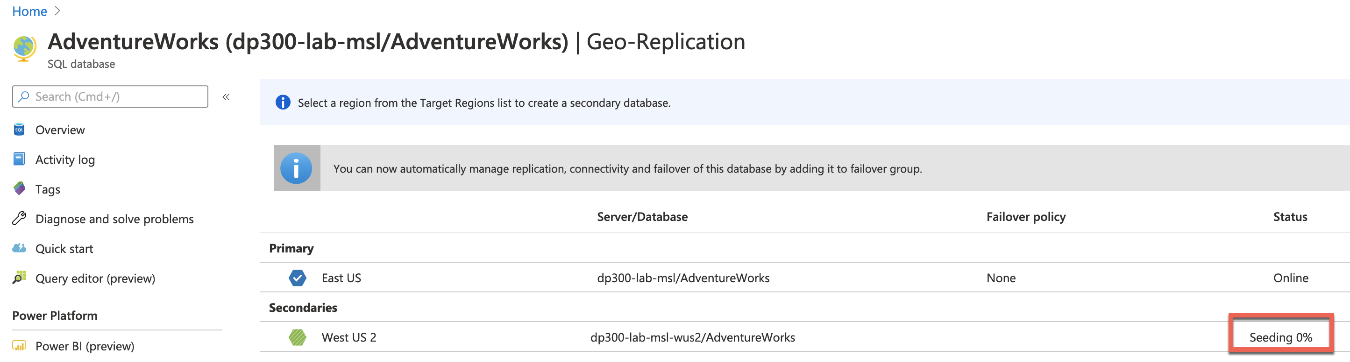 Home >
AdventureWorks (dp300-lab-msl/AdventureWorks) | Geo-Replication
SQL database
Search (Cmd+/)
«
Overview
Activity log
Tags
Diagnose and solve problems
Quick start
Query editor (preview)
Power Platform
Power BI (preview)
Select a region from the Target Regions list to create a secondary database.
You can now automatically manage replication, connectivity and failover of this database by adding it to failover group.
Server/Database Failover policy Status
Primary
East US dp300-lab-msl/AdventureWorks None Online
Secondaries
West US 2 dp300-lab-msl-wus2/AdventureWorks Seeding 0%